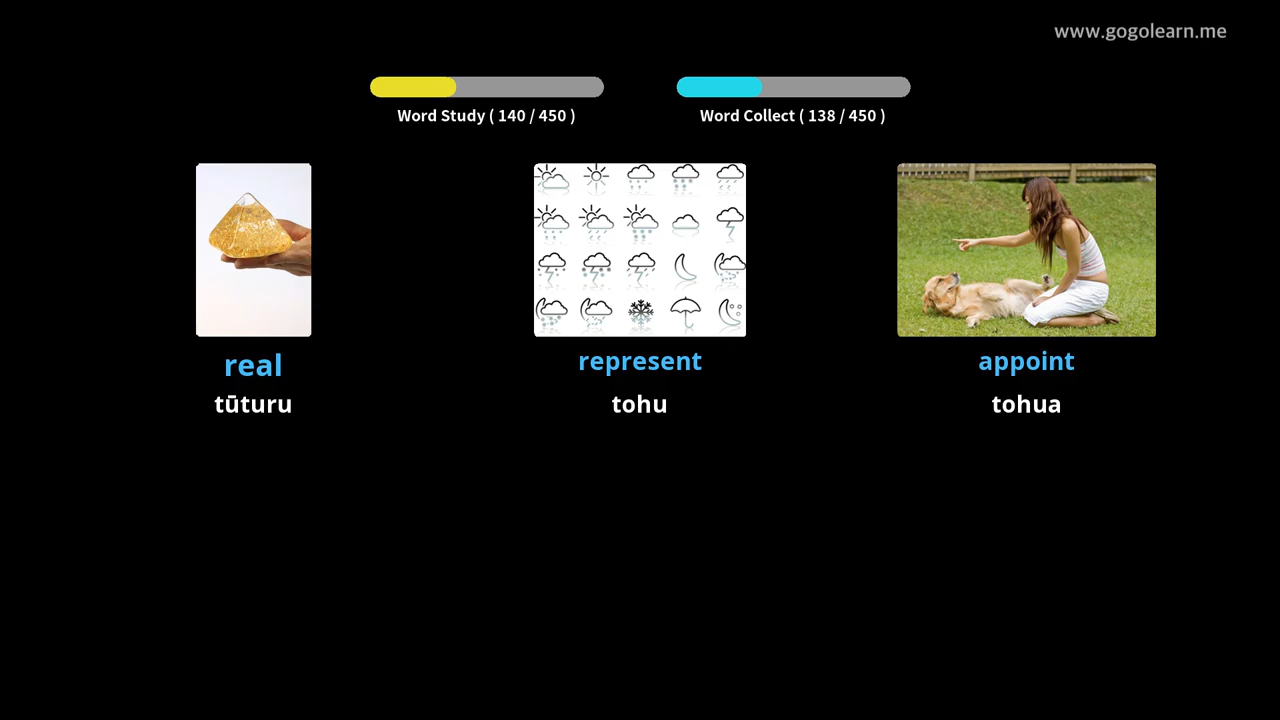 www.gogolearn.me
Word Study ( 140 / 450 )
Word Collect ( 138 / 450 )
real
represent
appoint
tūturu
tohu
tohua